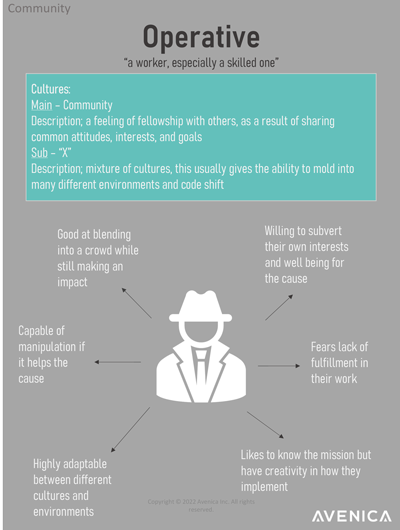 Community
Operative
"a worker, especially a skilled one"
Cultures:
Main – Community
Description; a feeling of fellowship with others, as a result of sharing
common attitudes, interests, and goals
Sub – "X"
Description; mixture of cultures, this usually gives the ability to mold into
many different environments and code shift
Good at blending
into a crowd while
still making an
impact
Willing to subvert
their own interests
and well being for
the cause
Capable of
manipulation if
it helps the
cause
Fears lack of
fulfillment in
their work
Highly adaptable
between different
cultures and
environments
Likes to know the mission but
have creativity in how they
implement
Copyright © 2022 Avenica Inc. All rights
reserved.
AVENICA